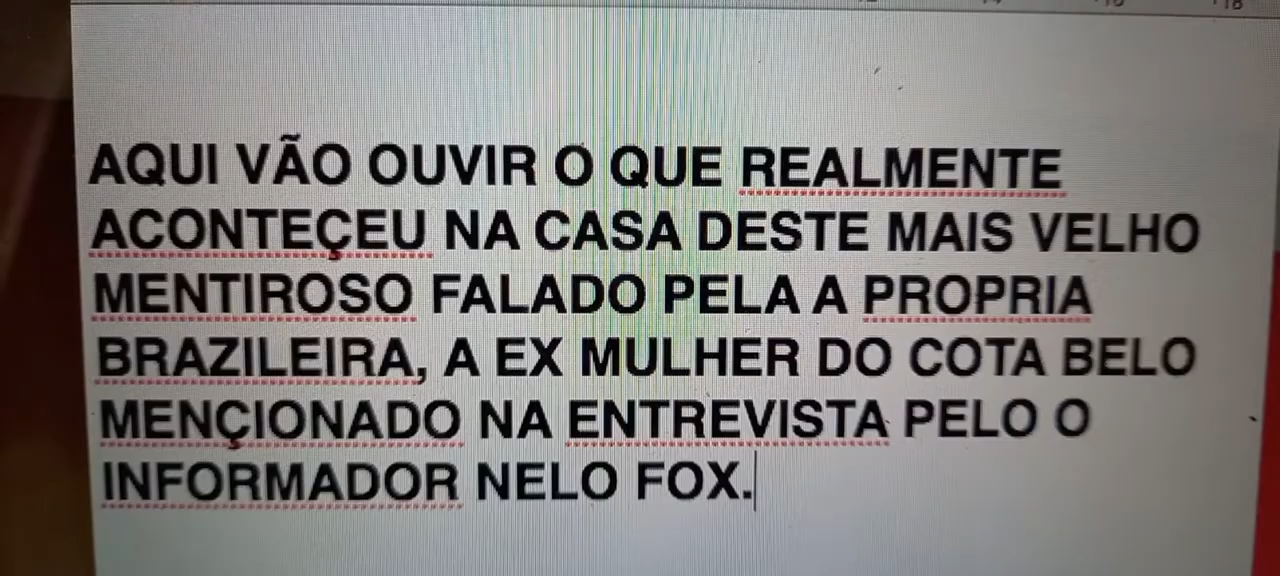 AQUI VÃO OUVIR O QUE REALMENTE
ACONTEÇEU NA CASA DESTE MAIS VELHO
MENTIROSO FALADO PELA A PROPRIA
BRAZILEIRA, A EX MULHER DO COTA BELO
MENÇIONADO NA ENTREVISTA PELO O
INFORMADOR NELO FOX.